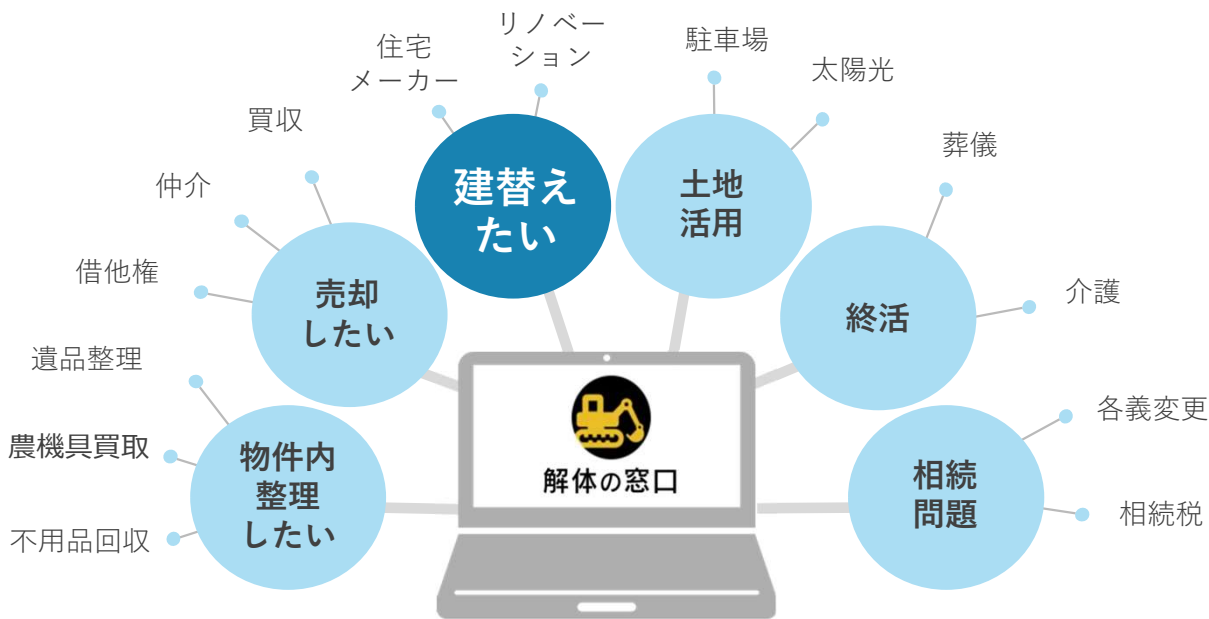 リノベー
ション
住宅
メーカー
駐車場
太陽光
買収
葬儀
仲介
建替え
たい
土地
活用
借他権
売却
したい
終活
介護
遺品整理
各義変更
農機具買取
物件内
整理
したい
解体の窓口
相続
問題
相続税
不用品回収